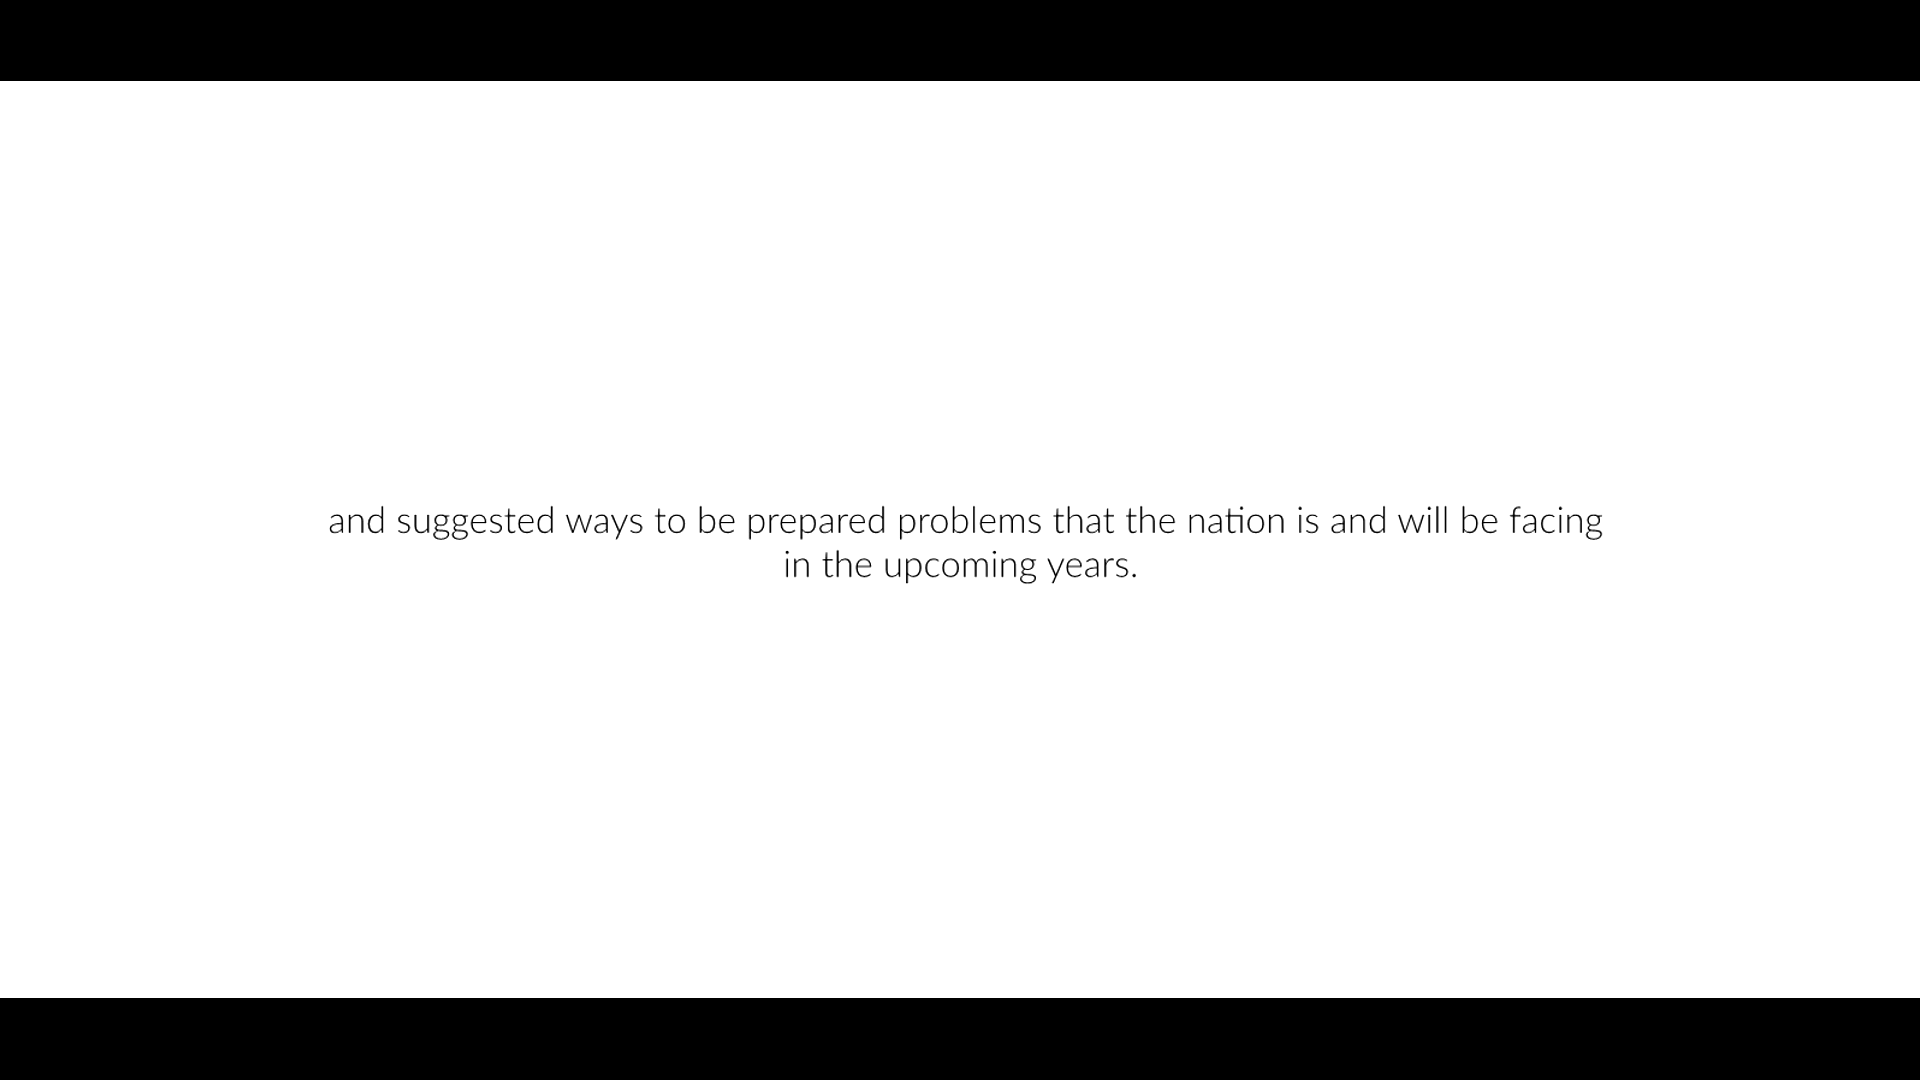 and suggested ways to be prepared problems that the nation is and will be facing
in the upcoming years.